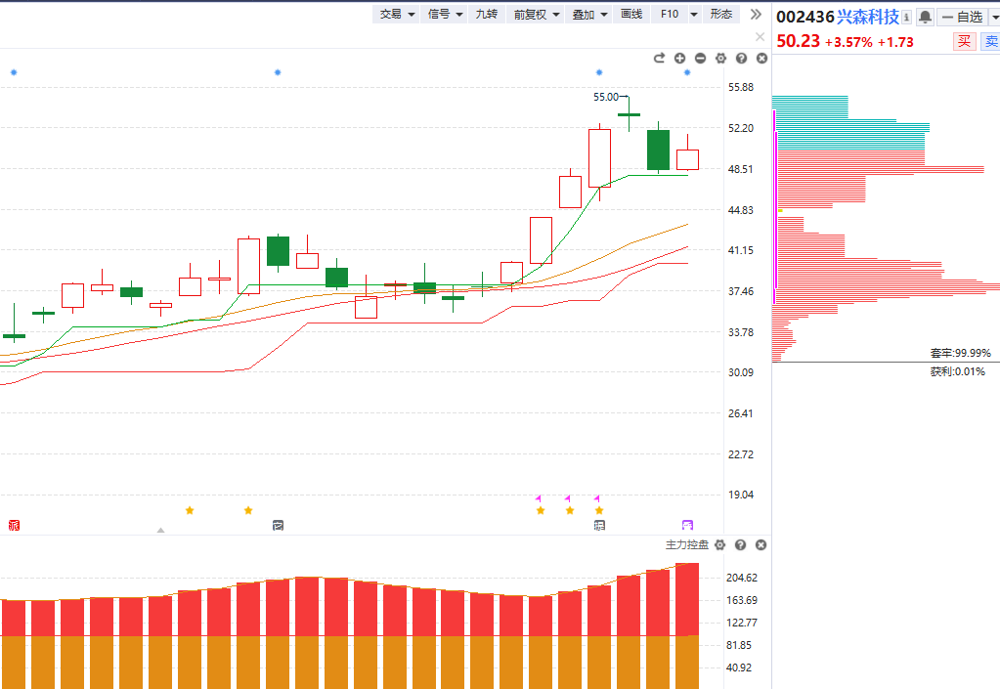 交易 信号 九转 前复权 叠加 画线 F10 形态
002436 兴森科技 自选
50.23 +3.57% +1.73 买 卖
55.88
55.00
52.20
48.51
44.83
41.15
37.46
套牢:99.99%
33.78
获利:0.01%
30.09
26.41
22.72
19.04
派
主力控盘
204.62
163.69
122.77
81.85
40.92